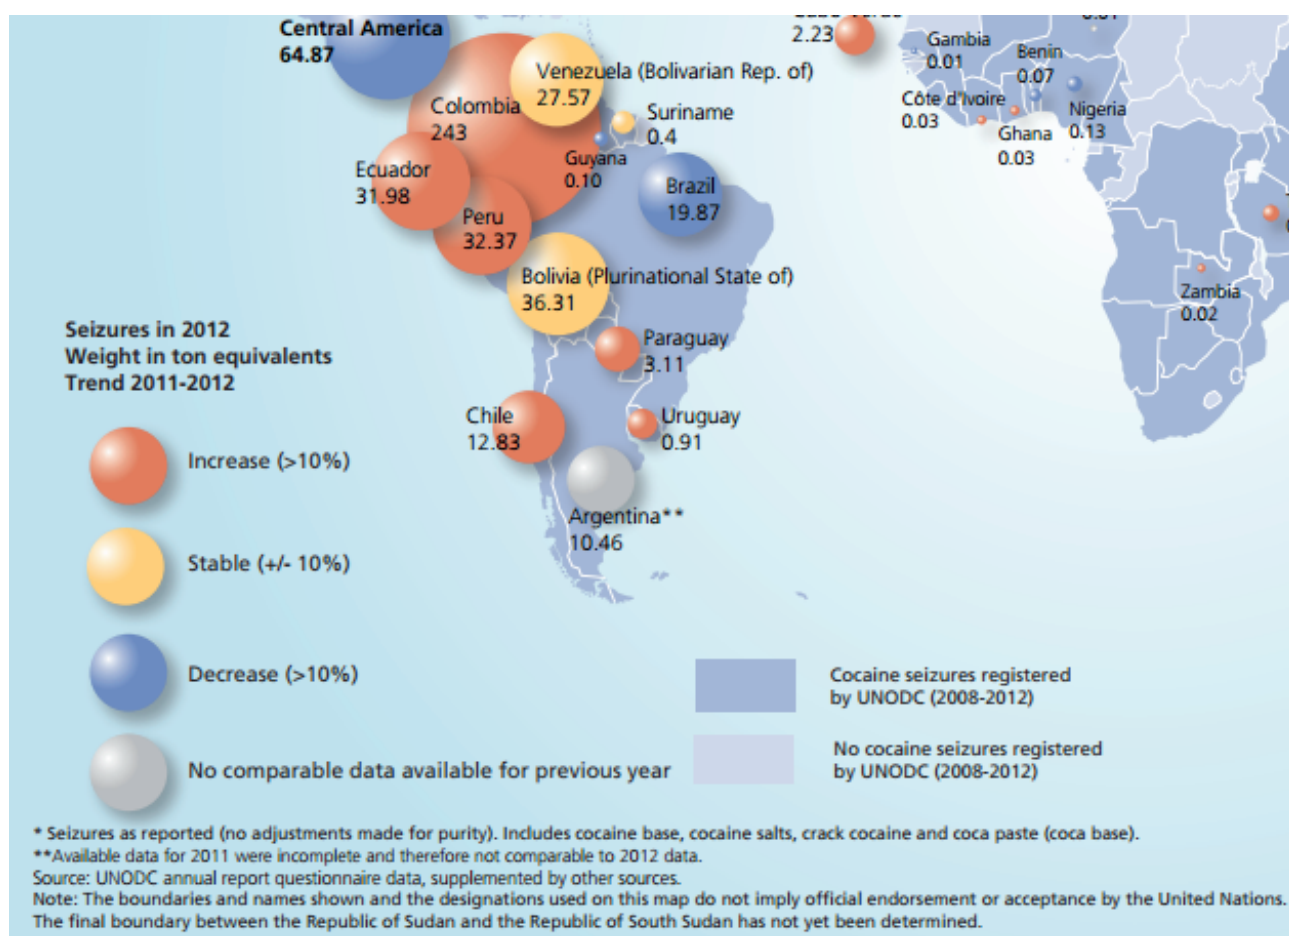 Central America
64.87
2.23
Gambia
0.01
Benin
0.07
Venezuela (Bolivarian Rep. of)
27.57
Colombia
243
Suriname
0.4
Côte d'Ivoire
0.03
Ghana
0.03
Nigeria
0.13
Guyana
0.10
Ecuador
31.98
Brazil
19.87
Peru
32.37
Bolivia (Plurinational State of)
36.31
Zambia
0.02
Paraguay
3.11
Chile
12.83
Uruguay
0.91
Argentina**
10.46
Seizures in 2012
Weight in ton equivalents
Trend 2011-2012
Increase (>10%)
Stable (+/- 10%)
Decrease (>10%)
No comparable data available for previous year
Cocaine seizures registered
by UNODC (2008-2012)
No cocaine seizures registered
by UNODC (2008-2012)
* Seizures as reported (no adjustments made for purity). Includes cocaine base, cocaine salts, crack cocaine and coca paste (coca base).
**Available data for 2011 were incomplete and therefore not comparable to 2012 data.
Source: UNODC annual report questionnaire data, supplemented by other sources.
Note: The boundaries and names shown and the designations used on this map do not imply official endorsement or acceptance by the United Nations.
The final boundary between the Republic of Sudan and the Republic of South Sudan has not yet been determined.